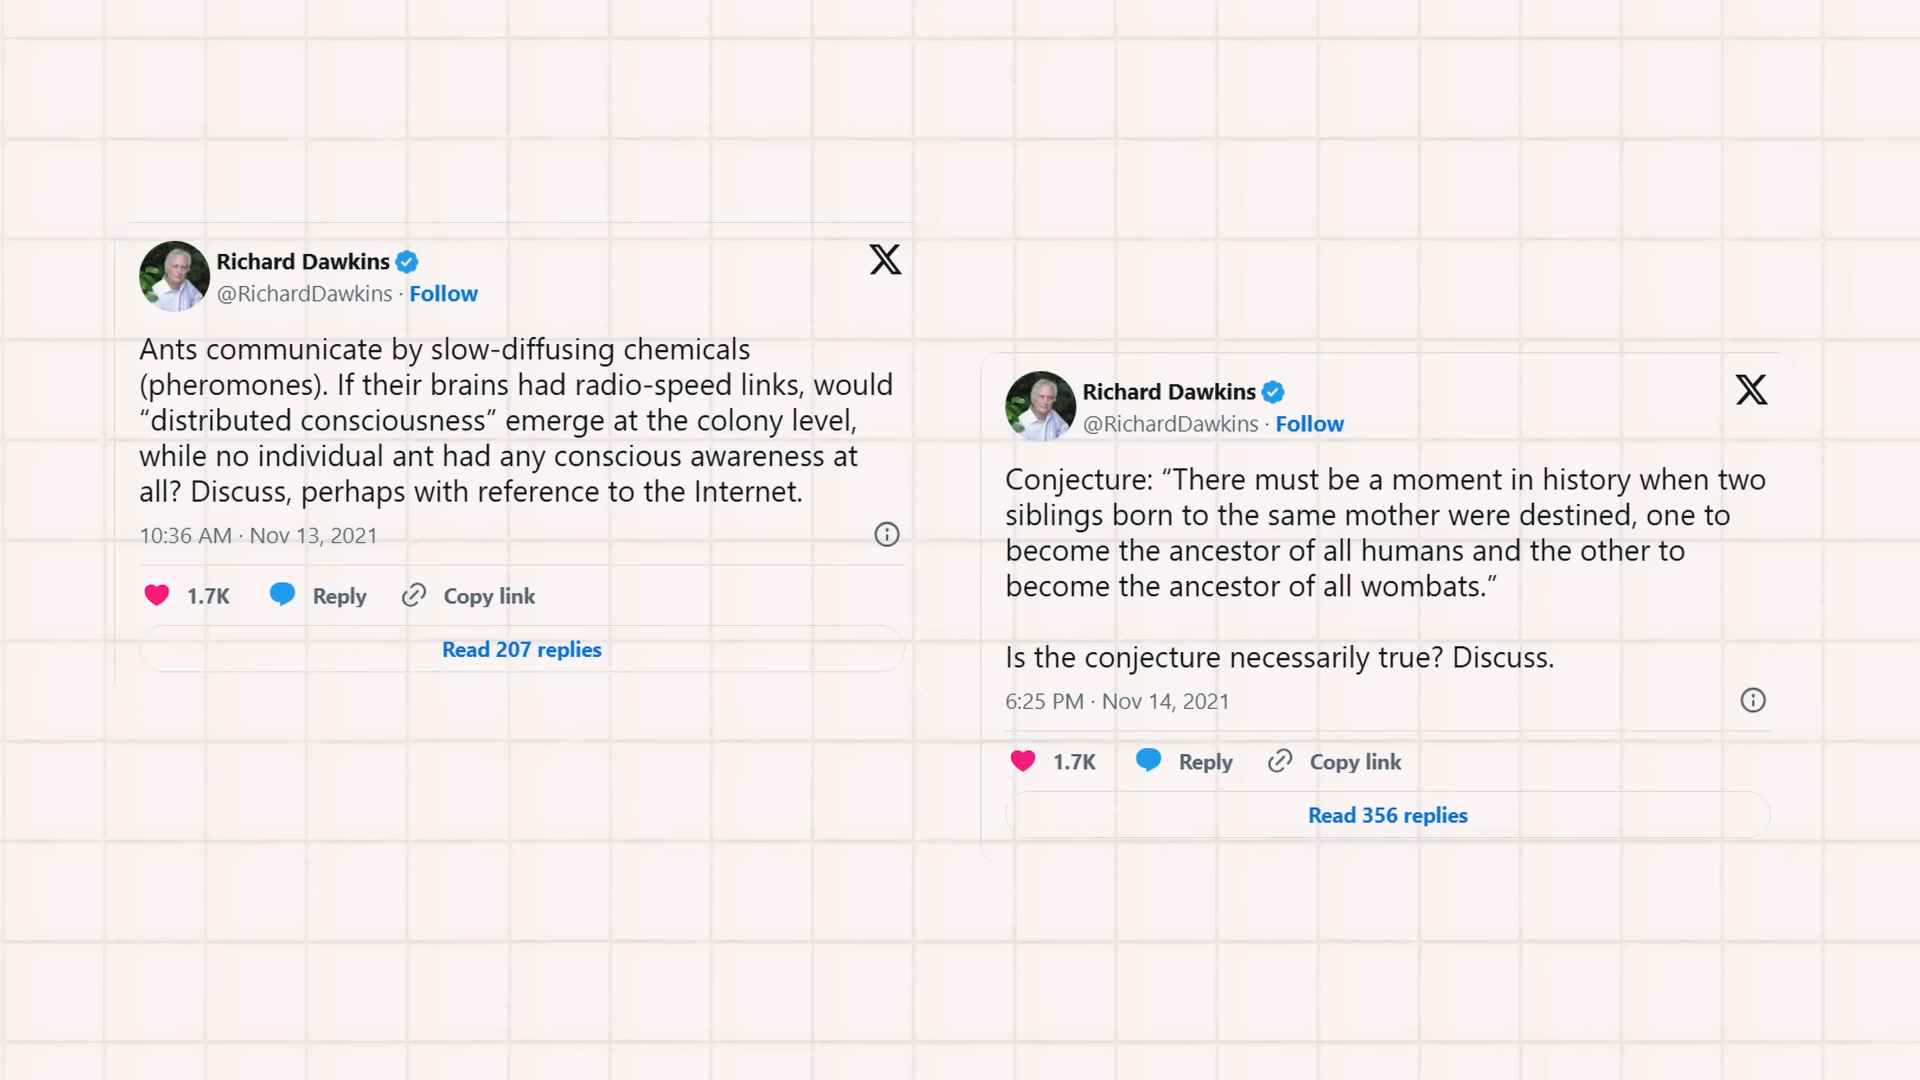 Richard Dawkins
@RichardDawkins · Follow
Ants communicate by slow-diffusing chemicals
(pheromones). If their brains had radio-speed links, would
“distributed consciousness” emerge at the colony level,
while no individual ant had any conscious awareness at
all? Discuss, perhaps with reference to the Internet.
10:36 AM · Nov 13, 2021
1.7K Reply Copy link
Read 207 replies
Richard Dawkins
@RichardDawkins · Follow
Conjecture: “There must be a moment in history when two
siblings born to the same mother were destined, one to
become the ancestor of all humans and the other to
become the ancestor of all wombats.”
Is the conjecture necessarily true? Discuss.
6:25 PM · Nov 14, 2021
1.7K Reply Copy link
Read 356 replies